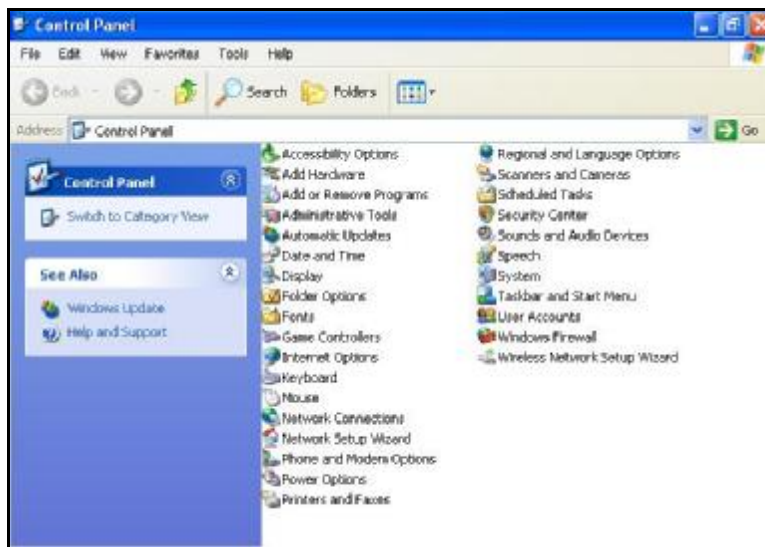 Control Panel
File Edit View Favorites Tools Help
Back Search Folders
Address Control Panel Go
Control Panel
Switch to Category View
See Also
Windows Update
Help and Support
Accessibility Options
Add Hardware
Add or Remove Programs
Administrative Tools
Automatic Updates
Date and Time
Display
Folder Options
Fonts
Game Controllers
Internet Options
Keyboard
Mouse
Network Connections
Network Setup Wizard
Phone and Modem Options
Power Options
Printers and Faxes
Regional and Language Options
Scanners and Cameras
Scheduled Tasks
Security Center
Sounds and Audio Devices
Speech
System
Taskbar and Start Menu
User Accounts
Windows Firewall
Wireless Network Setup Wizard